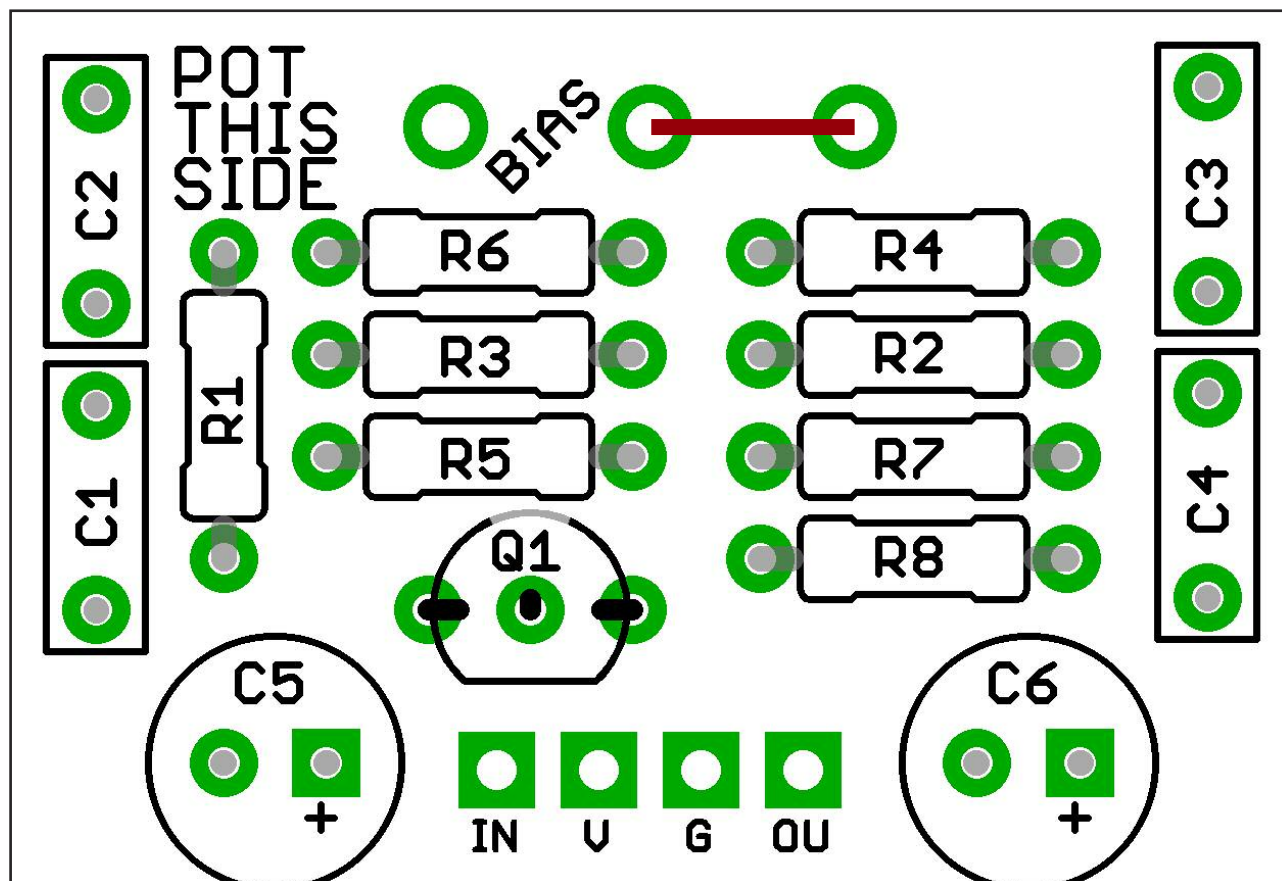 POT
THIS
SIDE
BIAS
C2
C3
R6
R4
R3
R2
R1
R5
R7
C1
C4
Q1
R8
C5
C6
+
+
IN
V
G
OU